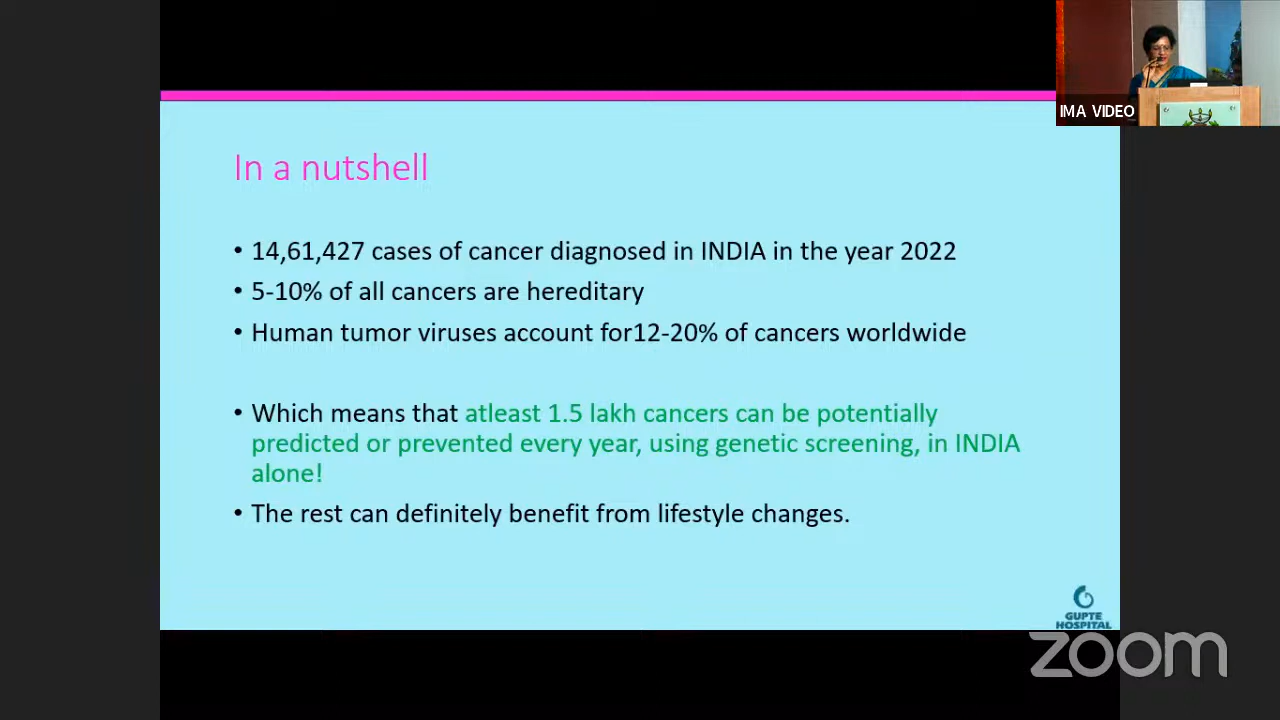 IMA VIDEO
In a nutshell
• 14,61,427 cases of cancer diagnosed in INDIA in the year 2022
• 5-10% of all cancers are hereditary
• Human tumor viruses account for12-20% of cancers worldwide
• Which means that atleast 1.5 lakh cancers can be potentially
predicted or prevented every year, using genetic screening, in INDIA
alone!
• The rest can definitely benefit from lifestyle changes.
GUPTE
HOSPITAL
zoom